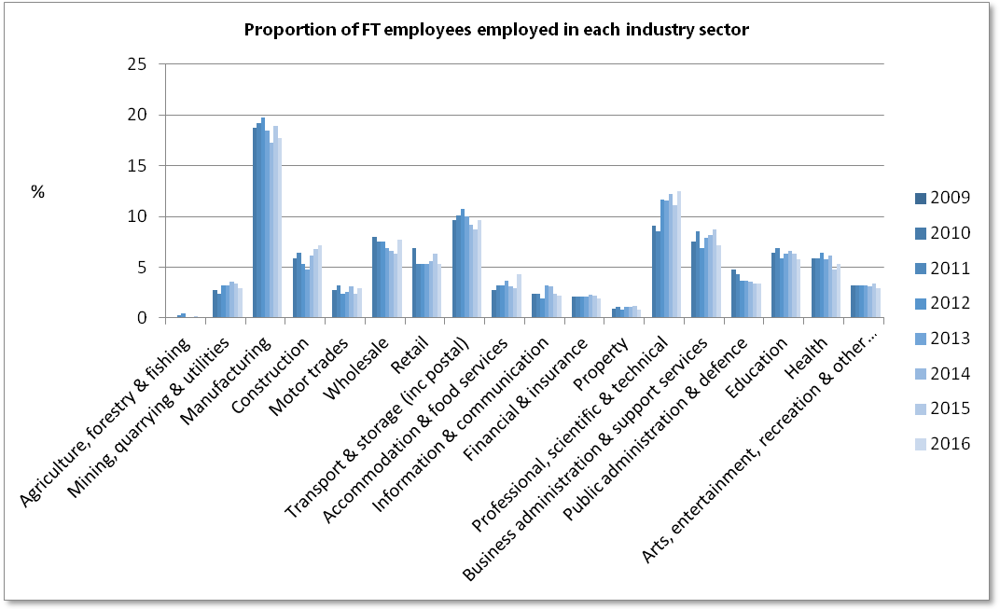 Proportion of FT employees employed in each industry sector
25
20
15
10
5
0
%
Agriculture, forestry & fishing
Mining, quarrying & utilities
Manufacturing
Construction
Motor trades
Wholesale
Retail
Transport & storage (inc postal)
Accommodation & food services
Information & communication
Financial & insurance
Property
Professional, scientific & technical
Business administration & support services
Public administration & defence
Education
Health
Arts, entertainment, recreation & other...
2009
2010
2011
2012
2013
2014
2015
2016